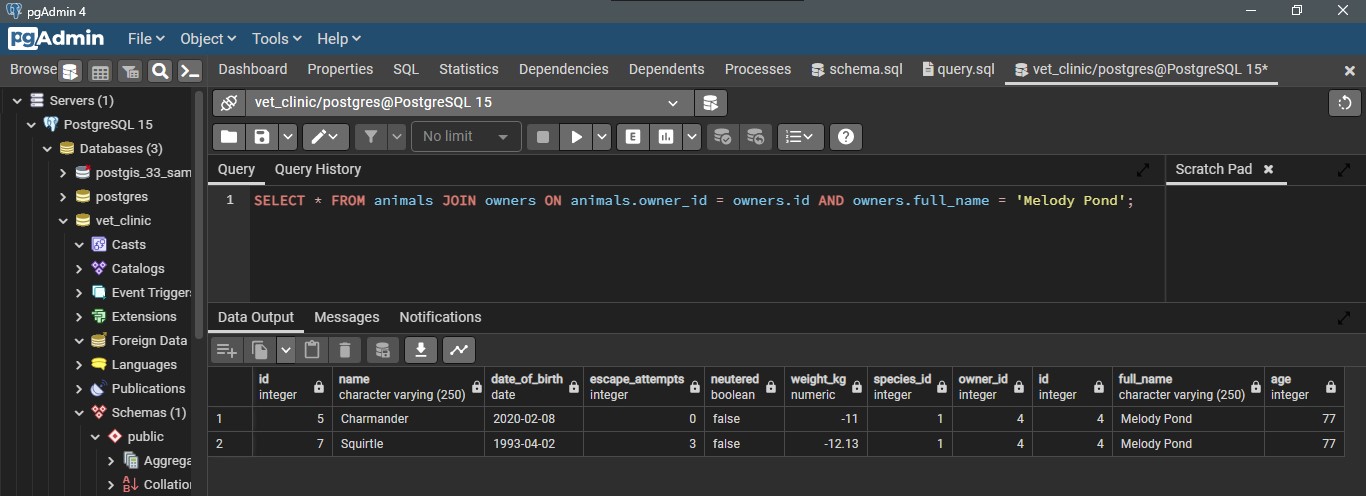 pgAdmin 4
pgAdmin File Object Tools Help
Browse Dashboard Properties SQL Statistics Dependencies Dependents Processes schema.sql query.sql vet_clinic/postgres@PostgreSQL 15*
Servers (1)
PostgreSQL 15
Databases (3)
postgis_33_sam
postgres
vet_clinic
Casts
Catalogs
Event Trigger
Extensions
Foreign Data
Languages
Publications
Schemas (1)
public
Aggrega
Collation
vet_clinic/postgres@PostgreSQL 15
No limit E
Query Query History
Scratch Pad
1 SELECT * FROM animals JOIN owners ON animals.owner_id = owners.id AND owners.full_name = 'Melody Pond';
Data Output Messages Notifications
id name date_of_birth escape_attempts neutered weight_kg species_id owner_id id full_name age
integer character varying (250) date integer boolean numeric integer integer integer character varying (250) integer
1 5 Charmander 2020-02-08 0 false -11 1 4 4 Melody Pond 77
2 7 Squirtle 1993-04-02 3 false -12.13 1 4 4 Melody Pond 77